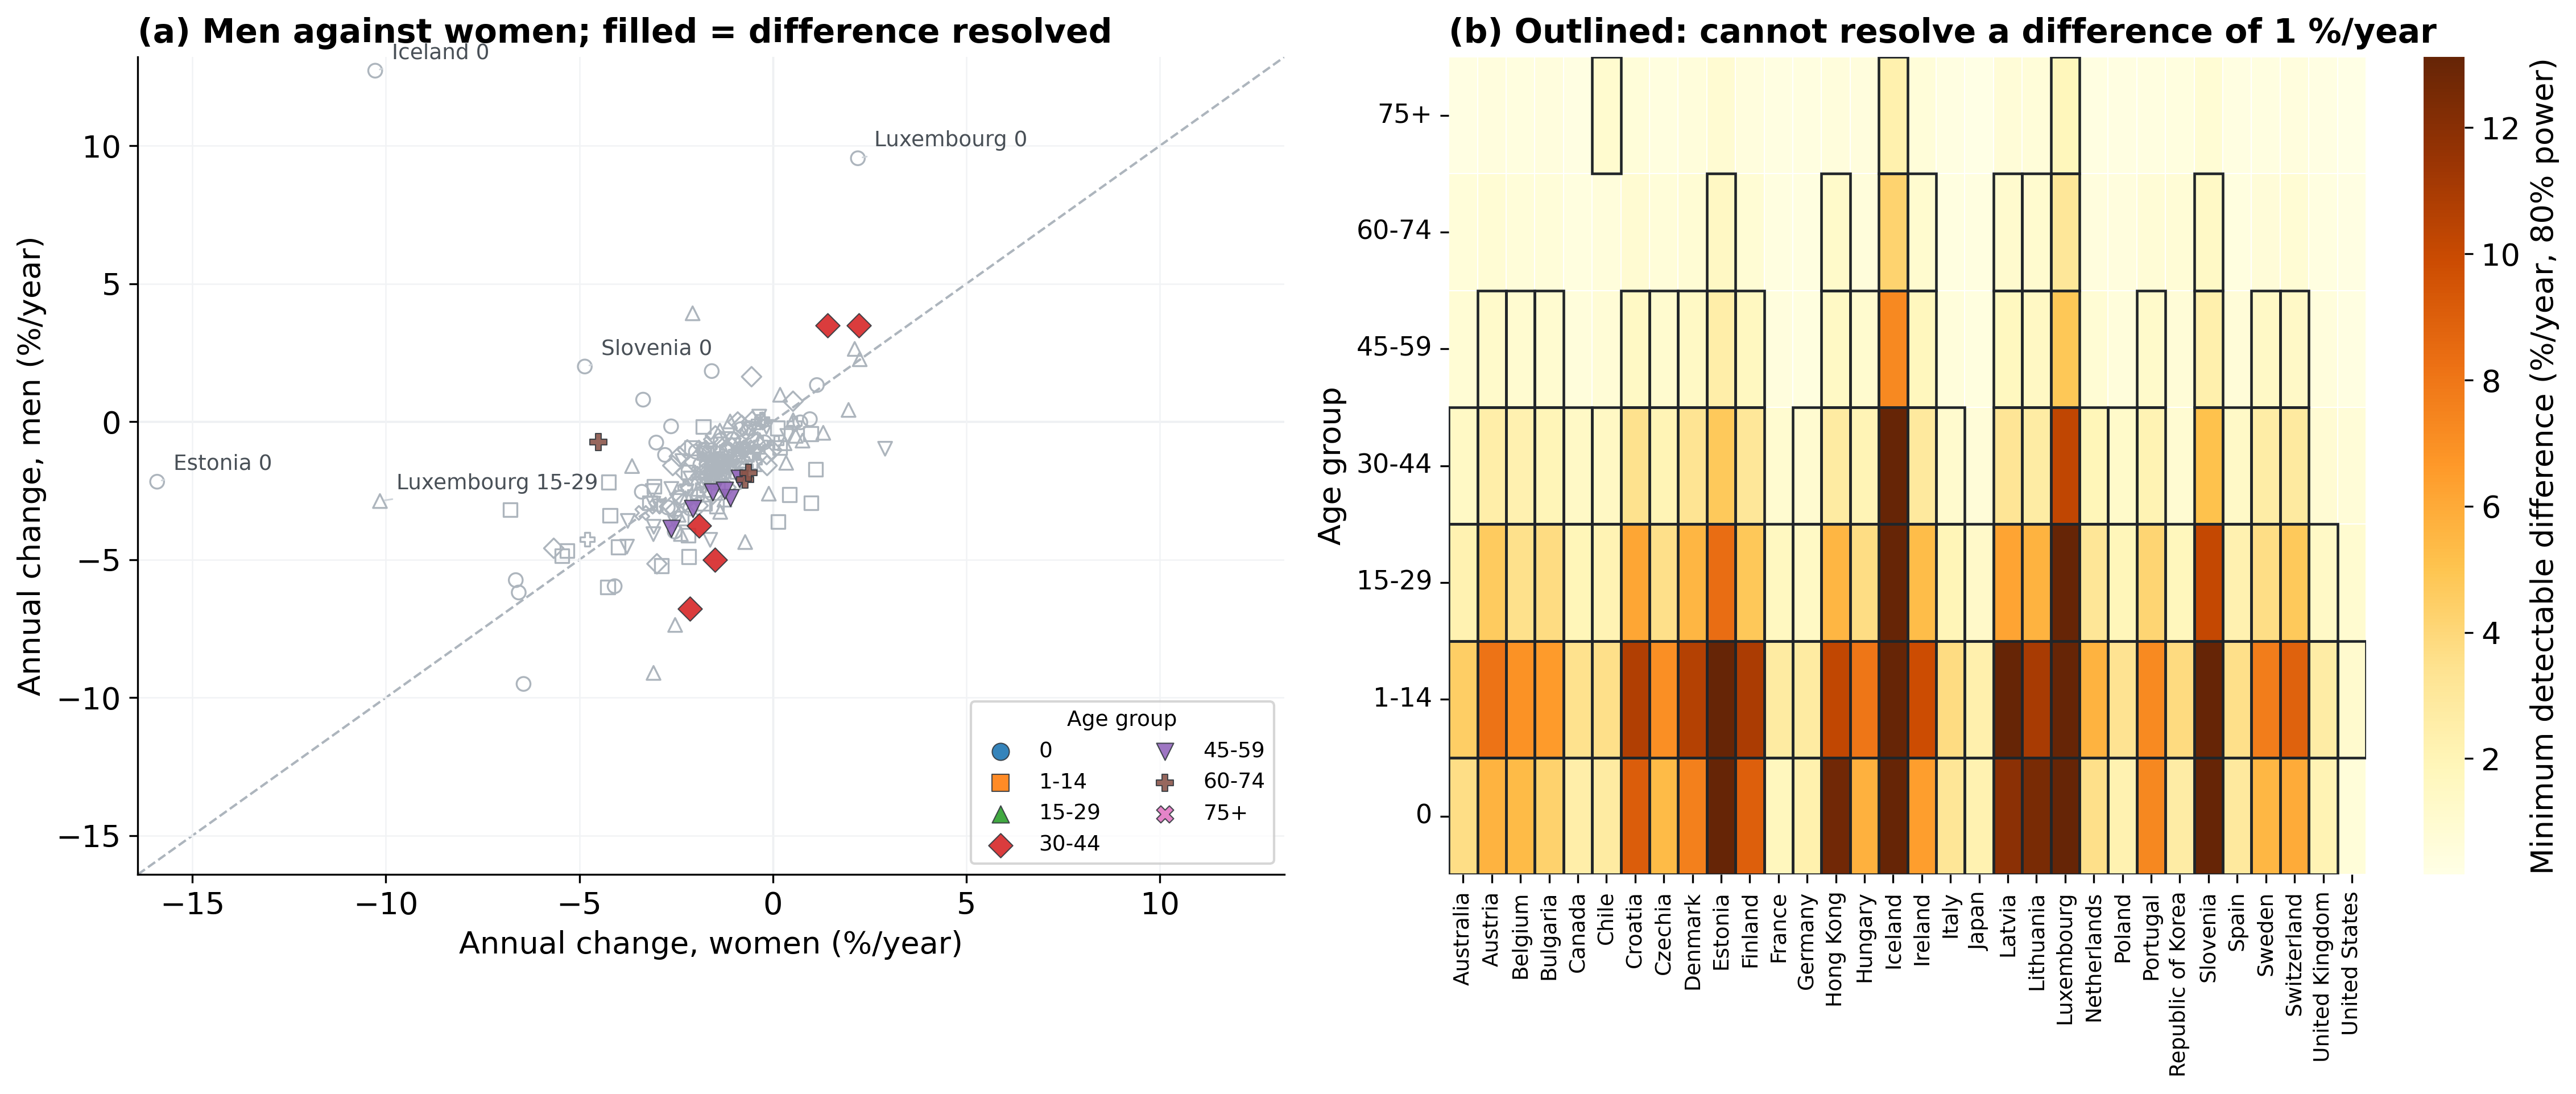 (a) Men against women; filled = difference resolved
Iceland 0
Luxembourg 0
Slovenia 0
Estonia 0
Luxembourg 15-29
10
5
0
−5
−10
−15
Annual change, men (%/year)
−15
−10
−5
0
5
10
Annual change, women (%/year)
Age group
0
1-14
15-29
30-44
45-59
60-74
75+
(b) Outlined: cannot resolve a difference of 1 %/year
Age group
75+
60-74
45-59
30-44
15-29
1-14
0
Australia
Austria
Belgium
Bulgaria
Canada
Chile
Croatia
Czechia
Denmark
Estonia
Finland
France
Germany
Hong Kong
Hungary
Iceland
Ireland
Italy
Japan
Latvia
Lithuania
Luxembourg
Netherlands
Poland
Portugal
Republic of Korea
Slovenia
Spain
Sweden
Switzerland
United Kingdom
United States
12
10
8
6
4
2
Minimum detectable difference (%/year, 80% power)